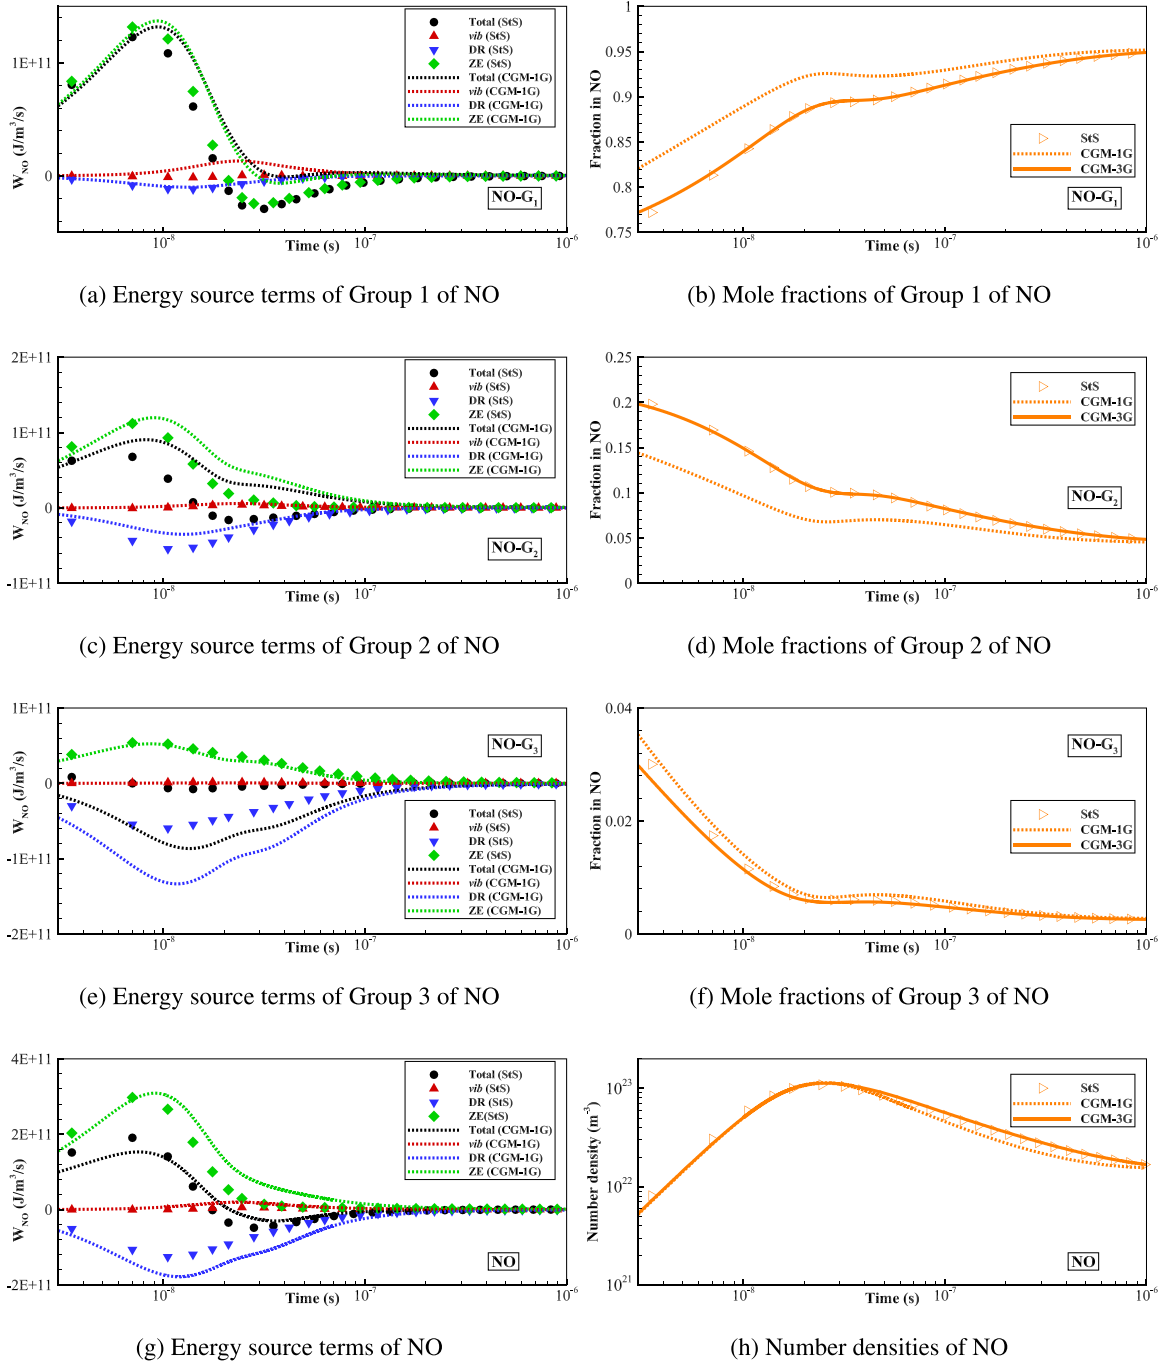 1E+11
0
W_NO (J/m³/s)
10⁻⁸
10⁻⁷
10⁻⁶
Time (s)
Total (StS)
vib (StS)
DR (StS)
ZE (StS)
Total (CGM-1G)
vib (CGM-1G)
DR (CGM-1G)
ZE (CGM-1G)
NO-G₁
(a) Energy source terms of Group 1 of NO
1
0.95
0.9
0.85
0.8
0.75
Fraction in NO
10⁻⁸
10⁻⁷
10⁻⁶
Time (s)
StS
CGM-1G
CGM-3G
NO-G₁
(b) Mole fractions of Group 1 of NO
2E+11
1E+11
0
-1E+11
W_NO (J/m³/s)
10⁻⁸
10⁻⁷
10⁻⁶
Time (s)
Total (StS)
vib (StS)
DR (StS)
ZE (StS)
Total (CGM-1G)
vib (CGM-1G)
DR (CGM-1G)
ZE (CGM-1G)
NO-G₂
(c) Energy source terms of Group 2 of NO
0.25
0.2
0.15
0.1
0.05
0
Fraction in NO
10⁻⁸
10⁻⁷
10⁻⁶
Time (s)
StS
CGM-1G
CGM-3G
NO-G₂
(d) Mole fractions of Group 2 of NO
1E+11
0
-1E+11
-2E+11
W_NO (J/m³/s)
10⁻⁸
10⁻⁷
10⁻⁶
Time (s)
NO-G₃
Total (StS)
vib (StS)
DR (StS)
ZE (StS)
Total (CGM-1G)
vib (CGM-1G)
DR (CGM-1G)
ZE (CGM-1G)
(e) Energy source terms of Group 3 of NO
0.04
0.02
0
Fraction in NO
10⁻⁸
10⁻⁷
10⁻⁶
Time (s)
NO-G₃
StS
CGM-1G
CGM-3G
(f) Mole fractions of Group 3 of NO
4E+11
2E+11
0
-2E+11
W_NO (J/m³/s)
10⁻⁸
10⁻⁷
10⁻⁶
Time (s)
Total (StS)
vib (StS)
DR (StS)
ZE(StS)
Total (CGM-1G)
vib (CGM-1G)
DR (CGM-1G)
ZE (CGM-1G)
NO
(g) Energy source terms of NO
10²³
10²²
10²¹
Number density (m⁻³)
10⁻⁸
10⁻⁷
10⁻⁶
Time (s)
StS
CGM-1G
CGM-3G
NO
(h) Number densities of NO